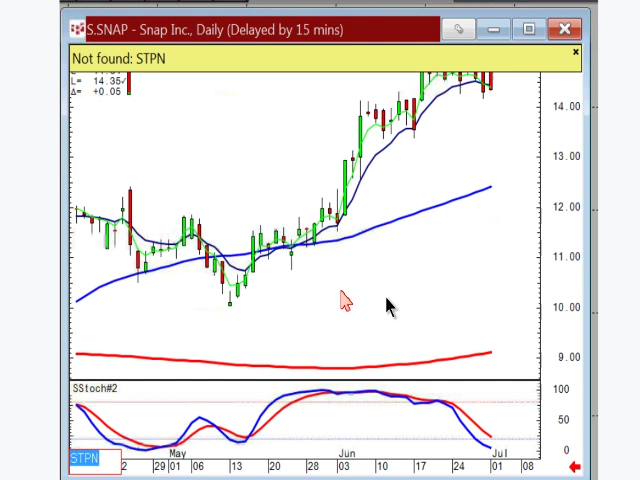 S.SNAP - Snap Inc., Daily (Delayed by 15 mins)
Not found: STPN
L= 14.35
Δ= +0.05
14.00
13.00
12.00
11.00
10.00
9.00
SStoch#2
100
50
0
May Jun Jul
STPN 2 29 01 06 13 20 28 03 10 17 24 01 08